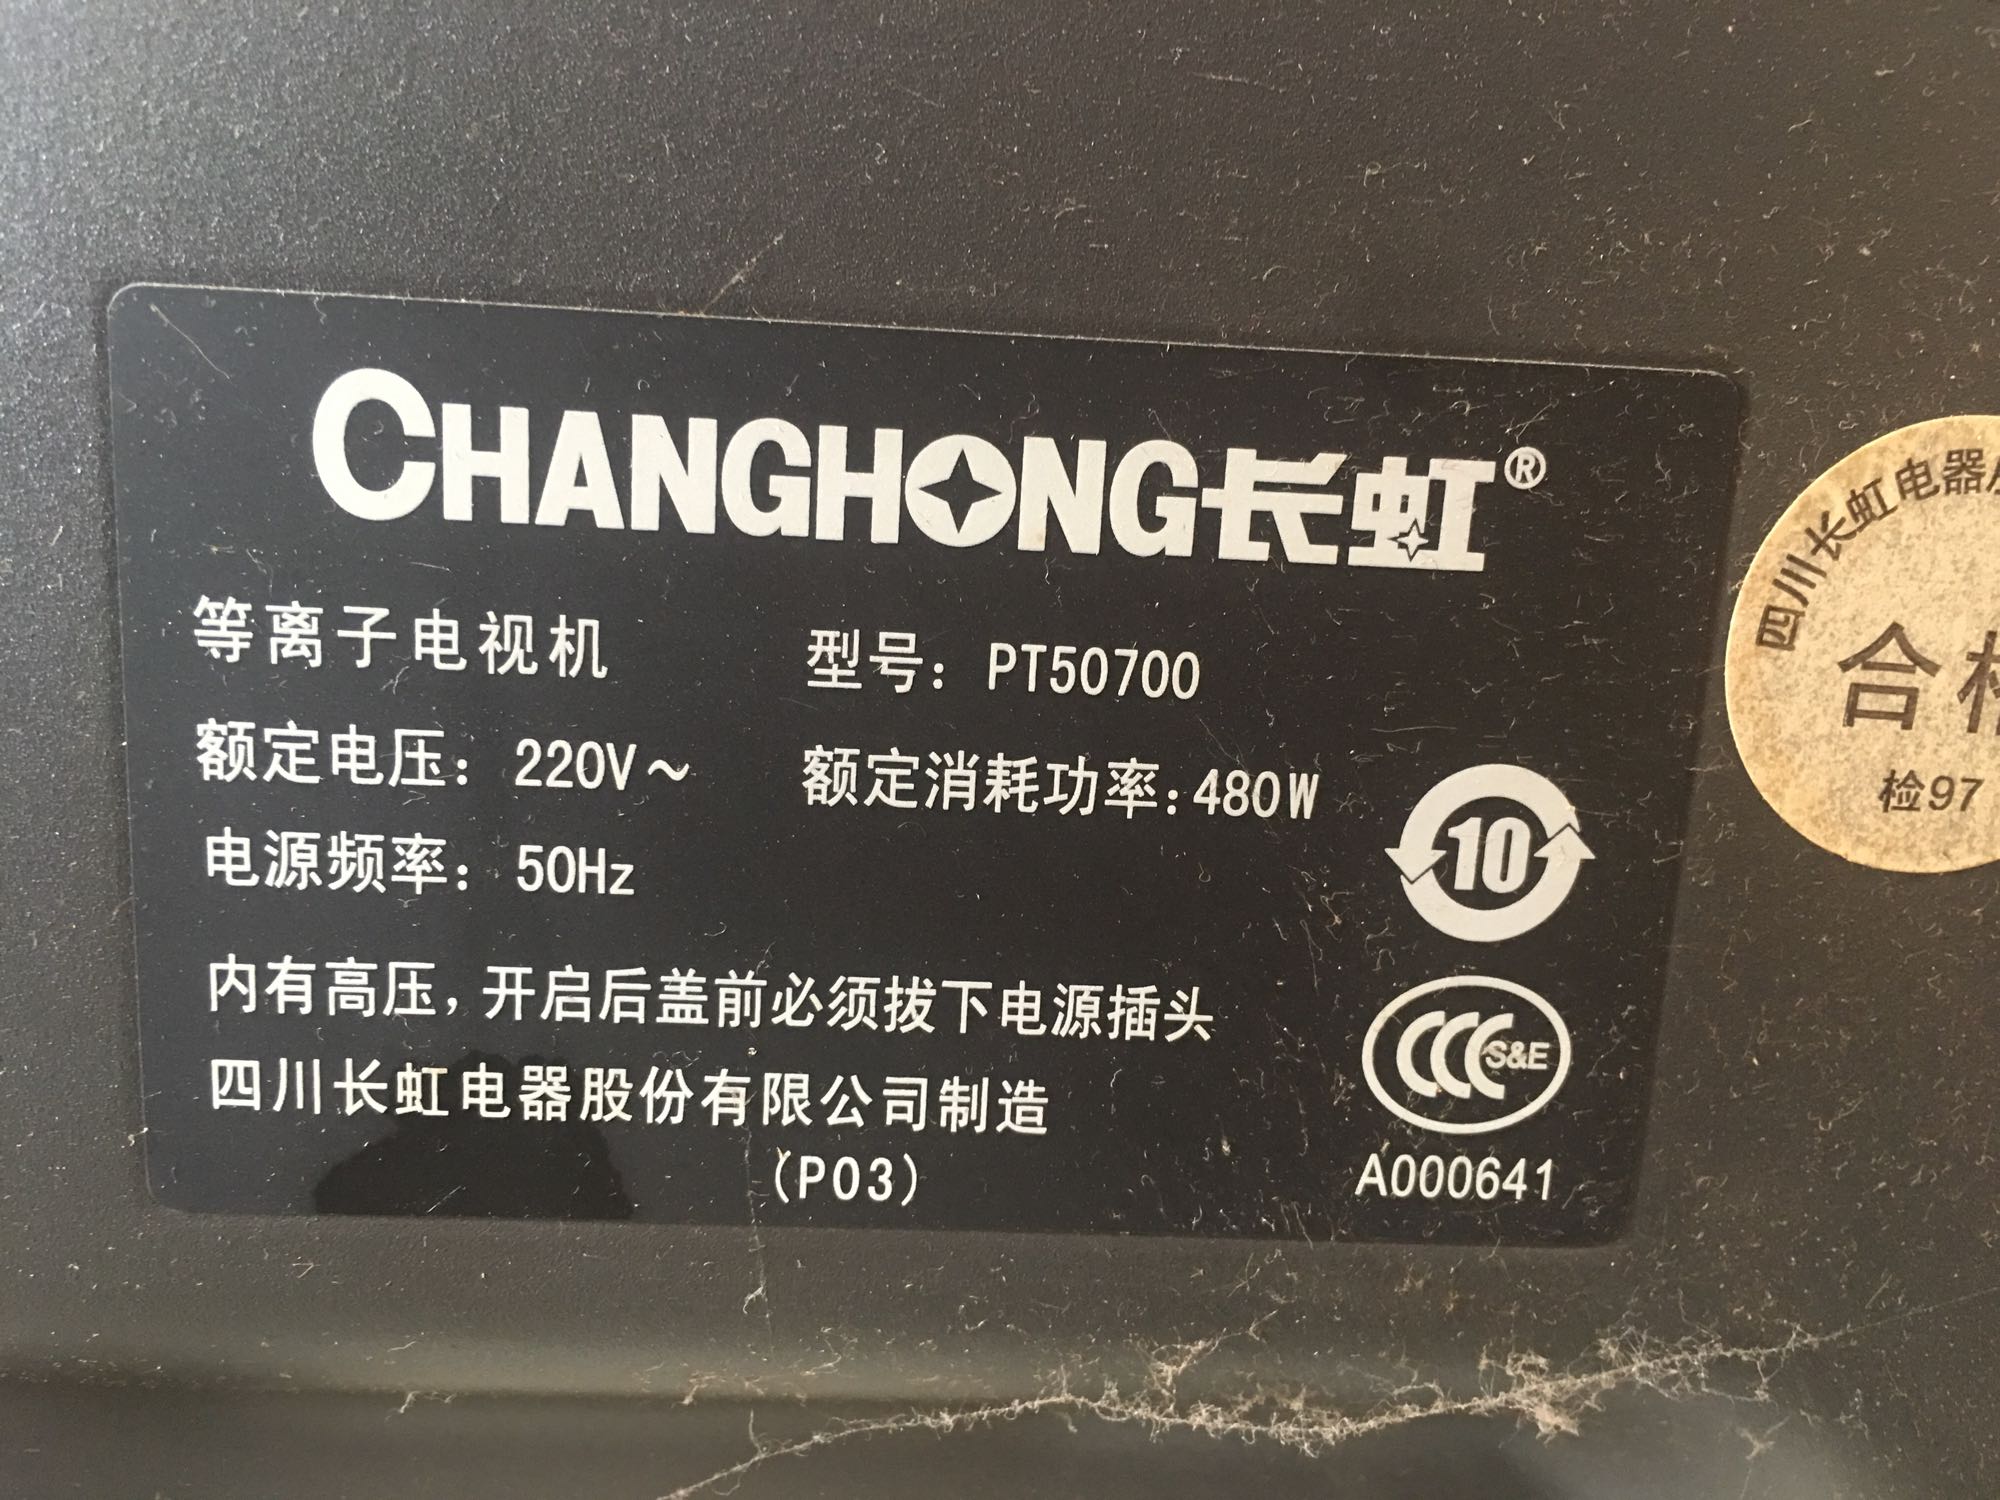 CHANGHONG长虹®
等离子电视机 型号：PT50700
额定电压：220V～ 额定消耗功率：480W
电源频率：50Hz
10
内有高压，开启后盖前必须拔下电源插头
CCC S&E
四川长虹电器股份有限公司制造
(P03)
A000641
四川长虹电器
合
检97